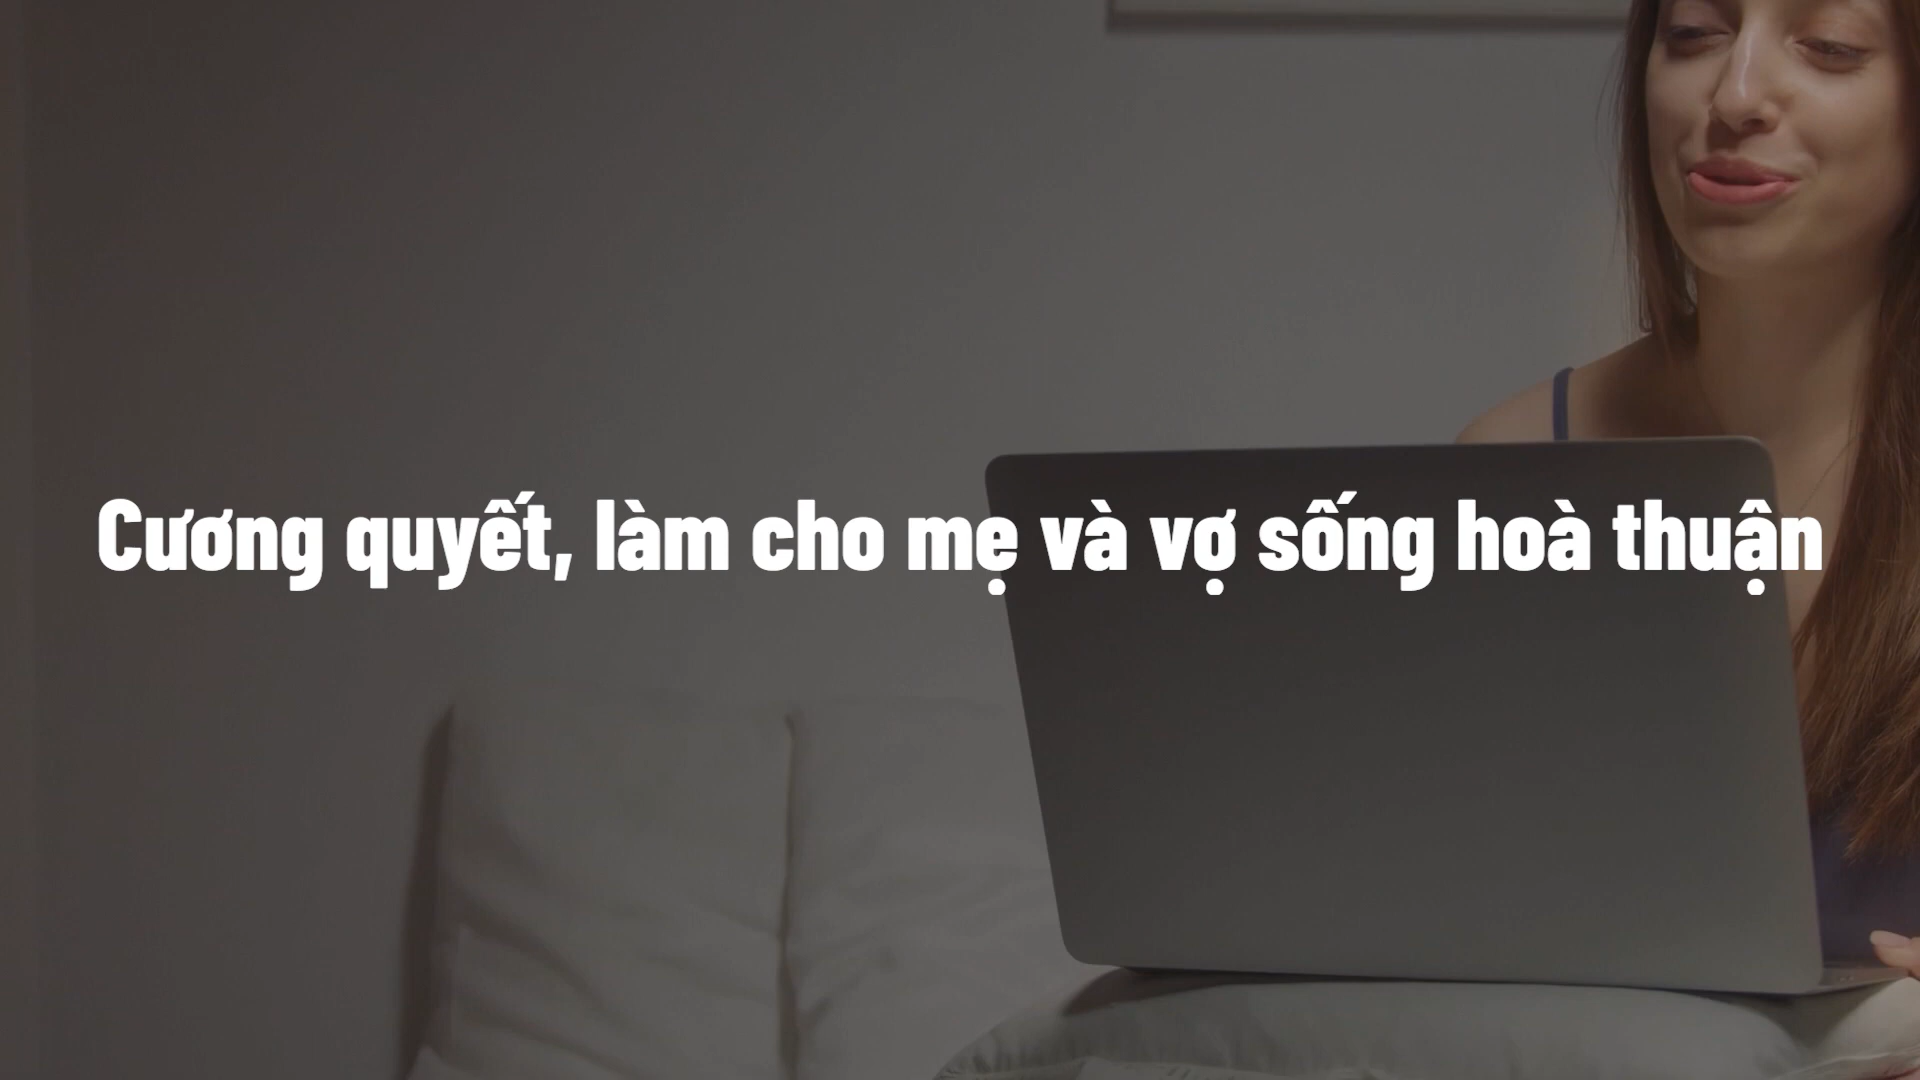 Cương quyết, làm cho mẹ và vợ sống hoà thuận